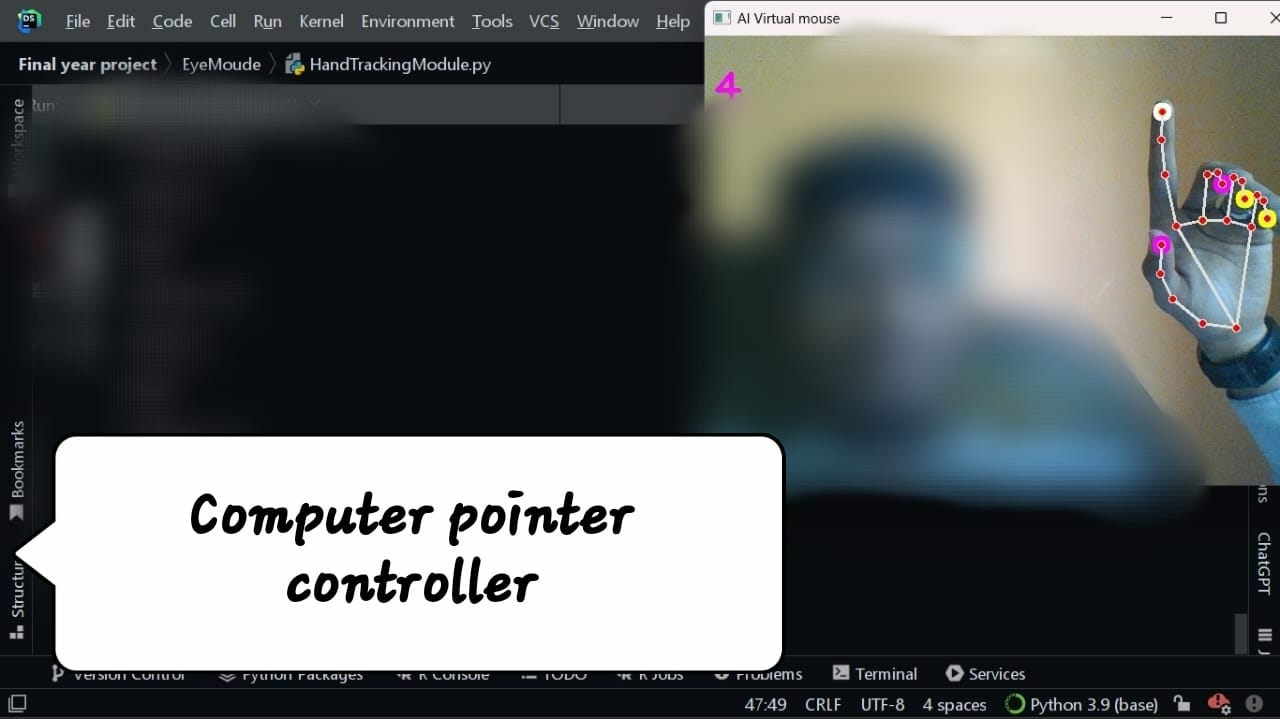 DS File Edit Code Cell Run Kernel Environment Tools VCS Window Help
AI Virtual mouse
Final year project EyeMoude HandTrackingModule.py
4
Workspace
Bookmarks
Structur
Computer pointer
controller
ChatGPT
Version Control Python Packages R Console TODO R Jobs Problems Terminal Services
47:49 CRLF UTF-8 4 spaces Python 3.9 (base)